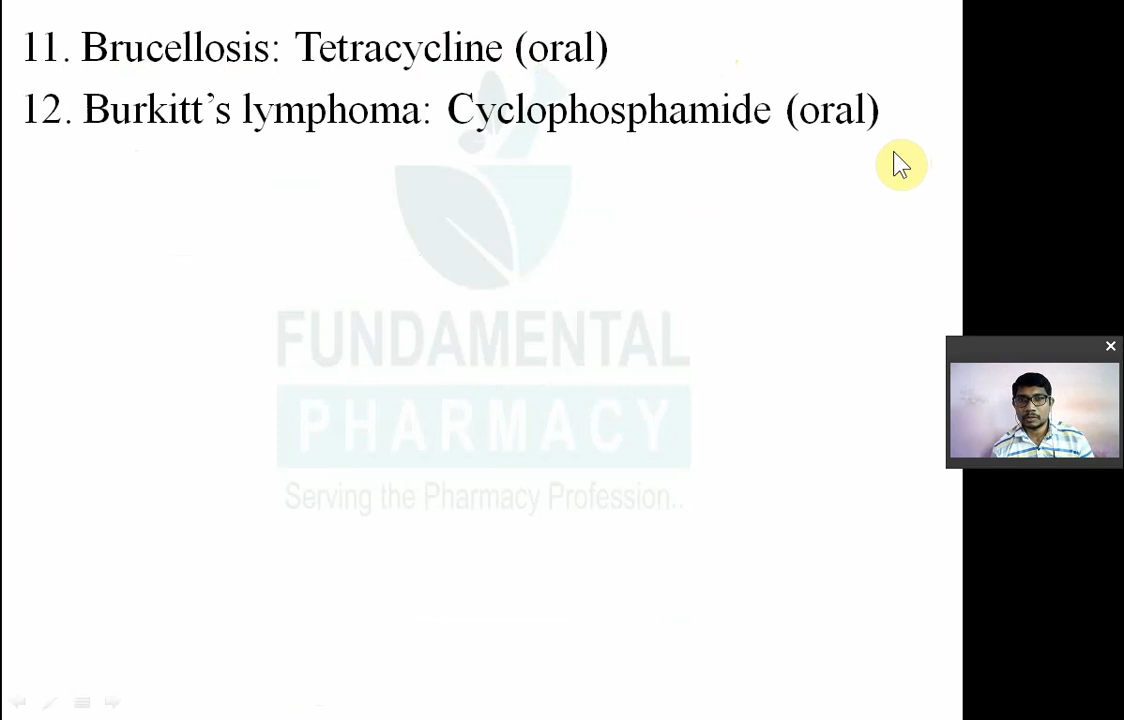 11. Brucellosis: Tetracycline (oral)
12. Burkitt’s lymphoma: Cyclophosphamide (oral)
FUNDAMENTAL
PHARMACY
Serving the Pharmacy Profession..